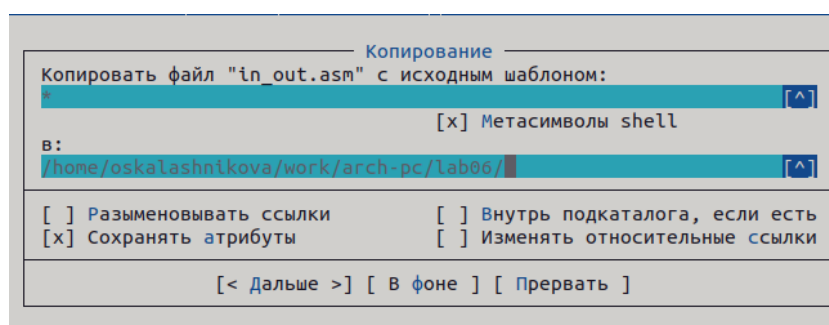 Копирование
Копировать файл "in_out.asm" с исходным шаблоном:
* [^]
[x] Метасимволы shell
в:
/home/oskalashnikova/work/arch-pc/lab06/ [^]
[ ] Разыменовывать ссылки [ ] Внутрь подкаталога, если есть
[x] Сохранять атрибуты [ ] Изменять относительные ссылки
[< Дальше >] [ В фоне ] [ Прервать ]